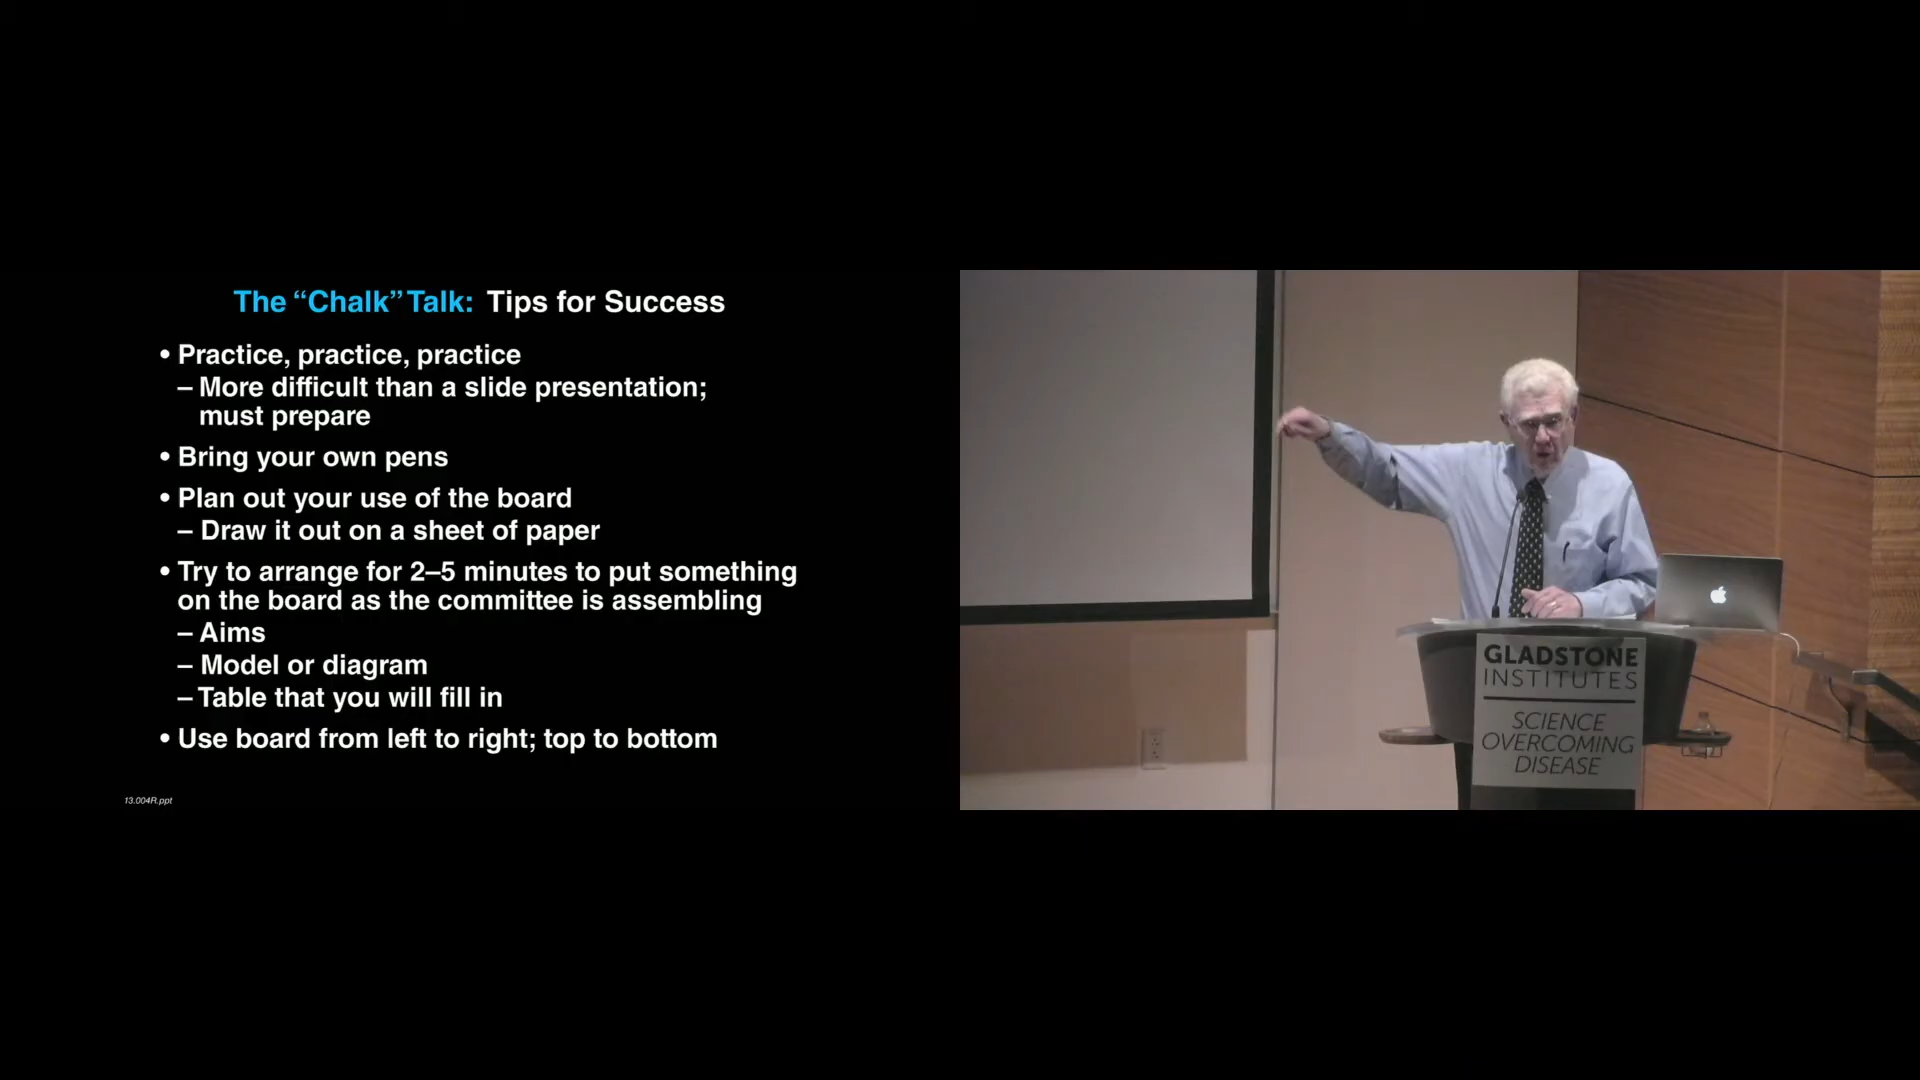 The “Chalk” Talk: Tips for Success
• Practice, practice, practice
– More difficult than a slide presentation;
must prepare
• Bring your own pens
• Plan out your use of the board
– Draw it out on a sheet of paper
• Try to arrange for 2–5 minutes to put something
on the board as the committee is assembling
– Aims
– Model or diagram
– Table that you will fill in
• Use board from left to right; top to bottom
13.004R.ppt
GLADSTONE
INSTITUTES
SCIENCE
OVERCOMING
DISEASE